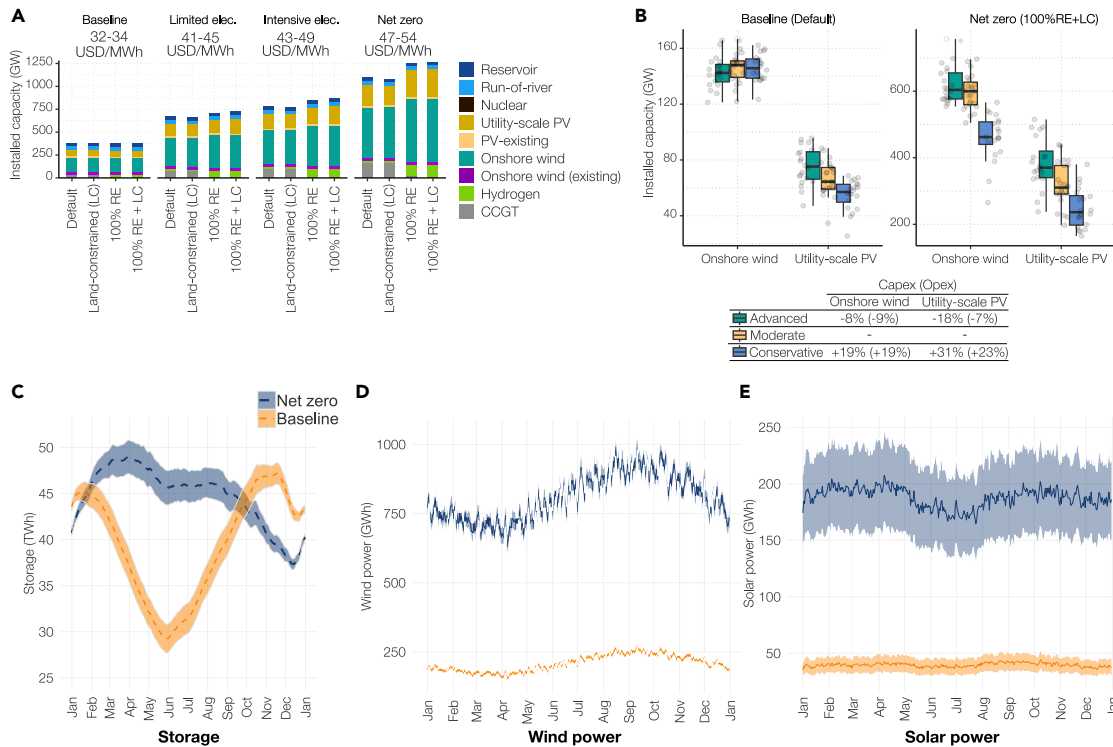 A
Baseline
32-34
USD/MWh
Limited elec.
41-45
USD/MWh
Intensive elec.
43-49
USD/MWh
Net zero
47-54
USD/MWh
Installed capacity (GW)
1250
1000
750
500
250
0
Default
Land-constrained (LC)
100% RE
100% RE + LC
Default
Land-constrained (LC)
100% RE
100% RE + LC
Default
Land-constrained (LC)
100% RE
100% RE + LC
Default
Land-constrained (LC)
100% RE
100% RE + LC
Reservoir
Run-of-river
Nuclear
Utility-scale PV
PV-existing
Onshore wind
Onshore wind (existing)
Hydrogen
CCGT
B
Baseline (Default)
Net zero (100%RE+LC)
Installed capacity (GW)
160
120
80
40
600
400
200
Onshore wind
Utility-scale PV
Onshore wind
Utility-scale PV
Capex (Opex)
Onshore wind Utility-scale PV
Advanced -8% (-9%) -18% (-7%)
Moderate - -
Conservative +19% (+19%) +31% (+23%)
C
Net zero
Baseline
Storage (TWh)
50
45
40
35
30
25
Jan
Feb
Mar
Apr
May
Jun
Jul
Aug
Sep
Oct
Nov
Dec
Jan
Storage
D
Wind power (GWh)
1000
750
500
250
Jan
Feb
Mar
Apr
May
Jun
Jul
Aug
Sep
Oct
Nov
Dec
Jan
Wind power
E
Solar power (GWh)
250
200
150
100
50
Jan
Feb
Mar
Apr
May
Jun
Jul
Aug
Sep
Oct
Nov
Dec
Jan
Solar power